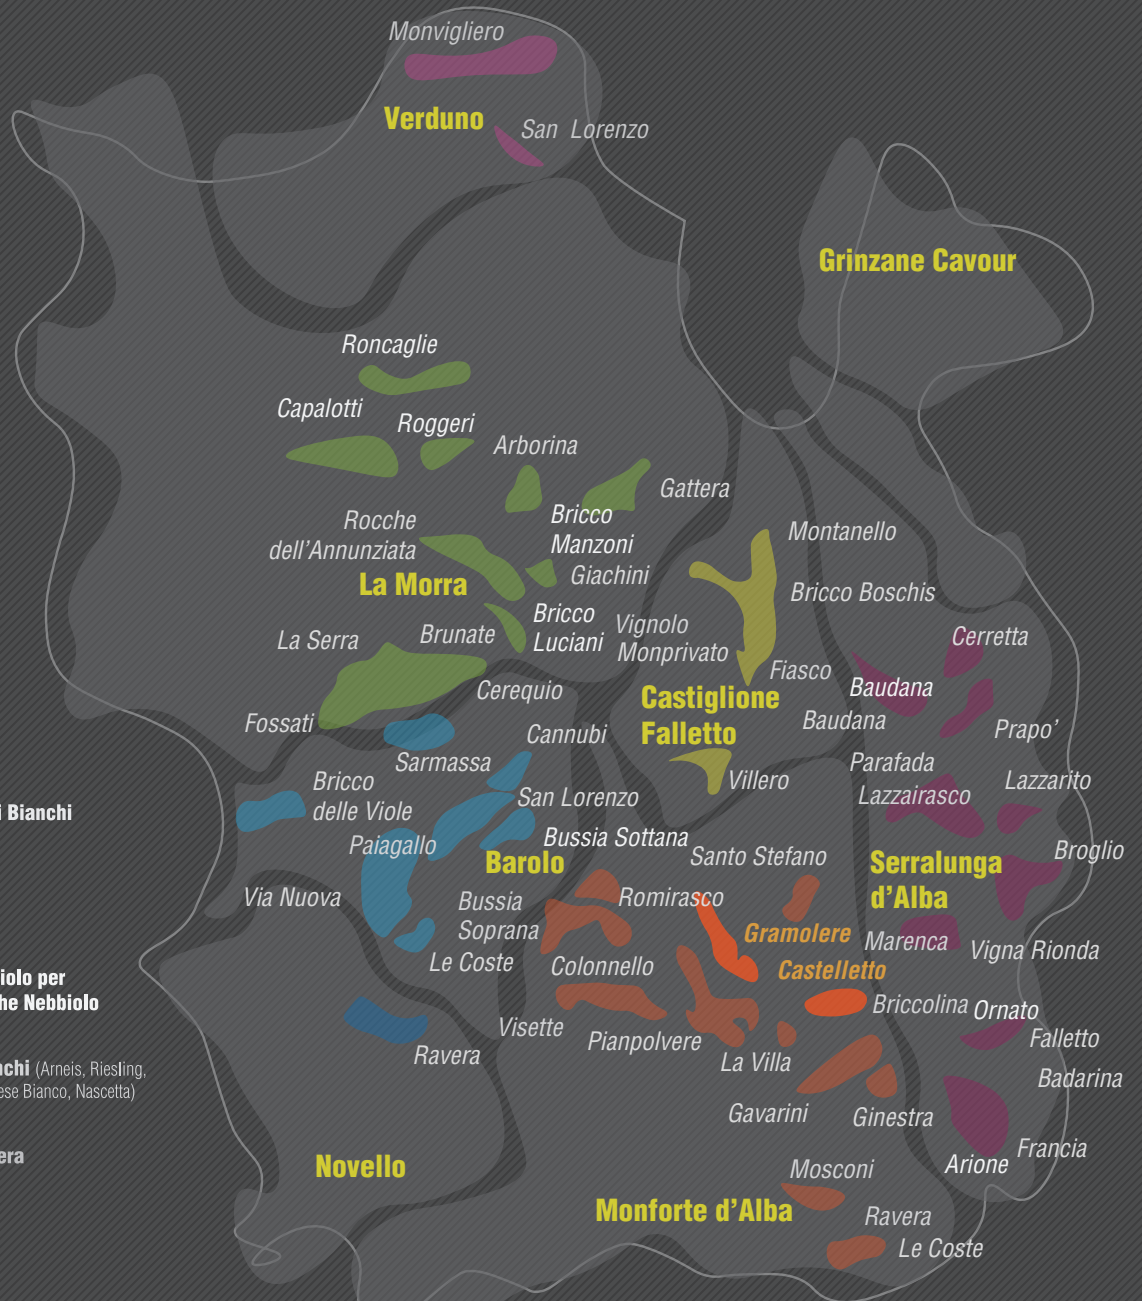 Monvigliero
Verduno
San Lorenzo
Grinzane Cavour
Roncaglie
Capalotti
Roggeri
Arborina
Gattera
Rocche
dell'Annunziata
Bricco
Manzoni
Montanello
La Morra
Giachini
Bricco Boschis
La Serra
Brunate
Bricco
Luciani
Vignolo
Monprivato
Cerretta
Fiasco
Baudana
Cerequio
Castiglione
Falletto
Baudana
Prapo’
Fossati
Cannubi
Sarmassa
Villero
Parafada
Lazzairasco
Lazzarito
Bricco
delle Viole
San Lorenzo
i Bianchi
Paiagallo
Bussia Sottana
Barolo
Santo Stefano
Serralunga
d’Alba
Broglio
Via Nuova
Bussia
Soprana
Romirasco
Gramolere
Marenca
Vigna Rionda
Le Coste
Colonnello
Castelletto
iolo per
he Nebbiolo
Briccolina
Ornato
Visette
Pianpolvere
Falletto
Ravera
La Villa
nchi (Arneis, Riesling,
ese Bianco, Nascetta)
Badarina
Gavarini
Ginestra
era
Novello
Francia
Arione
Mosconi
Monforte d’Alba
Ravera
Le Coste